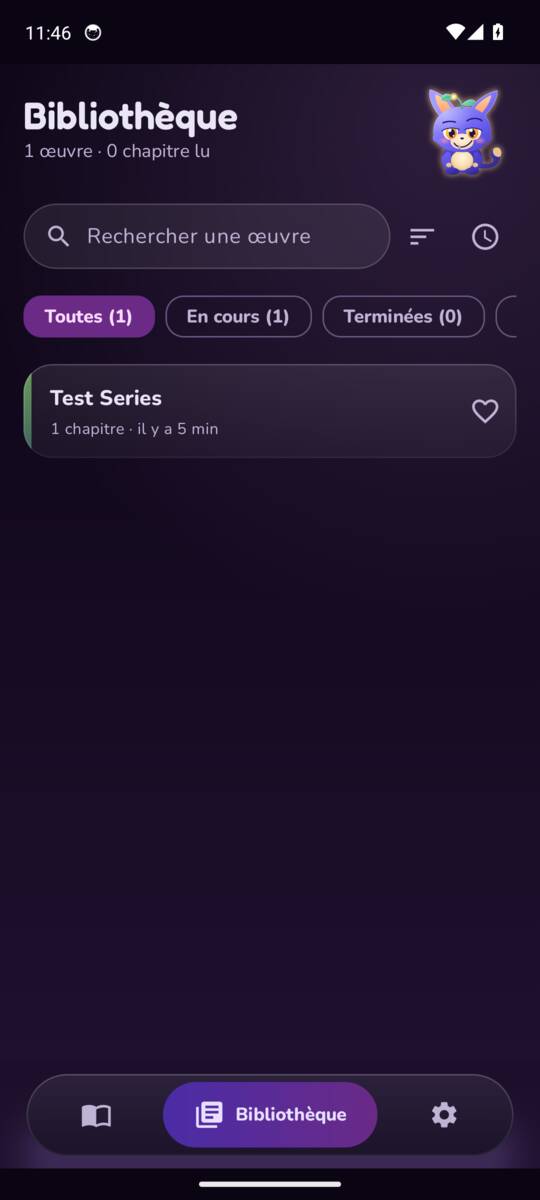 11:46
Bibliothèque
1 œuvre · 0 chapitre lu
Rechercher une œuvre
Toutes (1)
En cours (1)
Terminées (0)
Test Series
1 chapitre · il y a 5 min
Bibliothèque